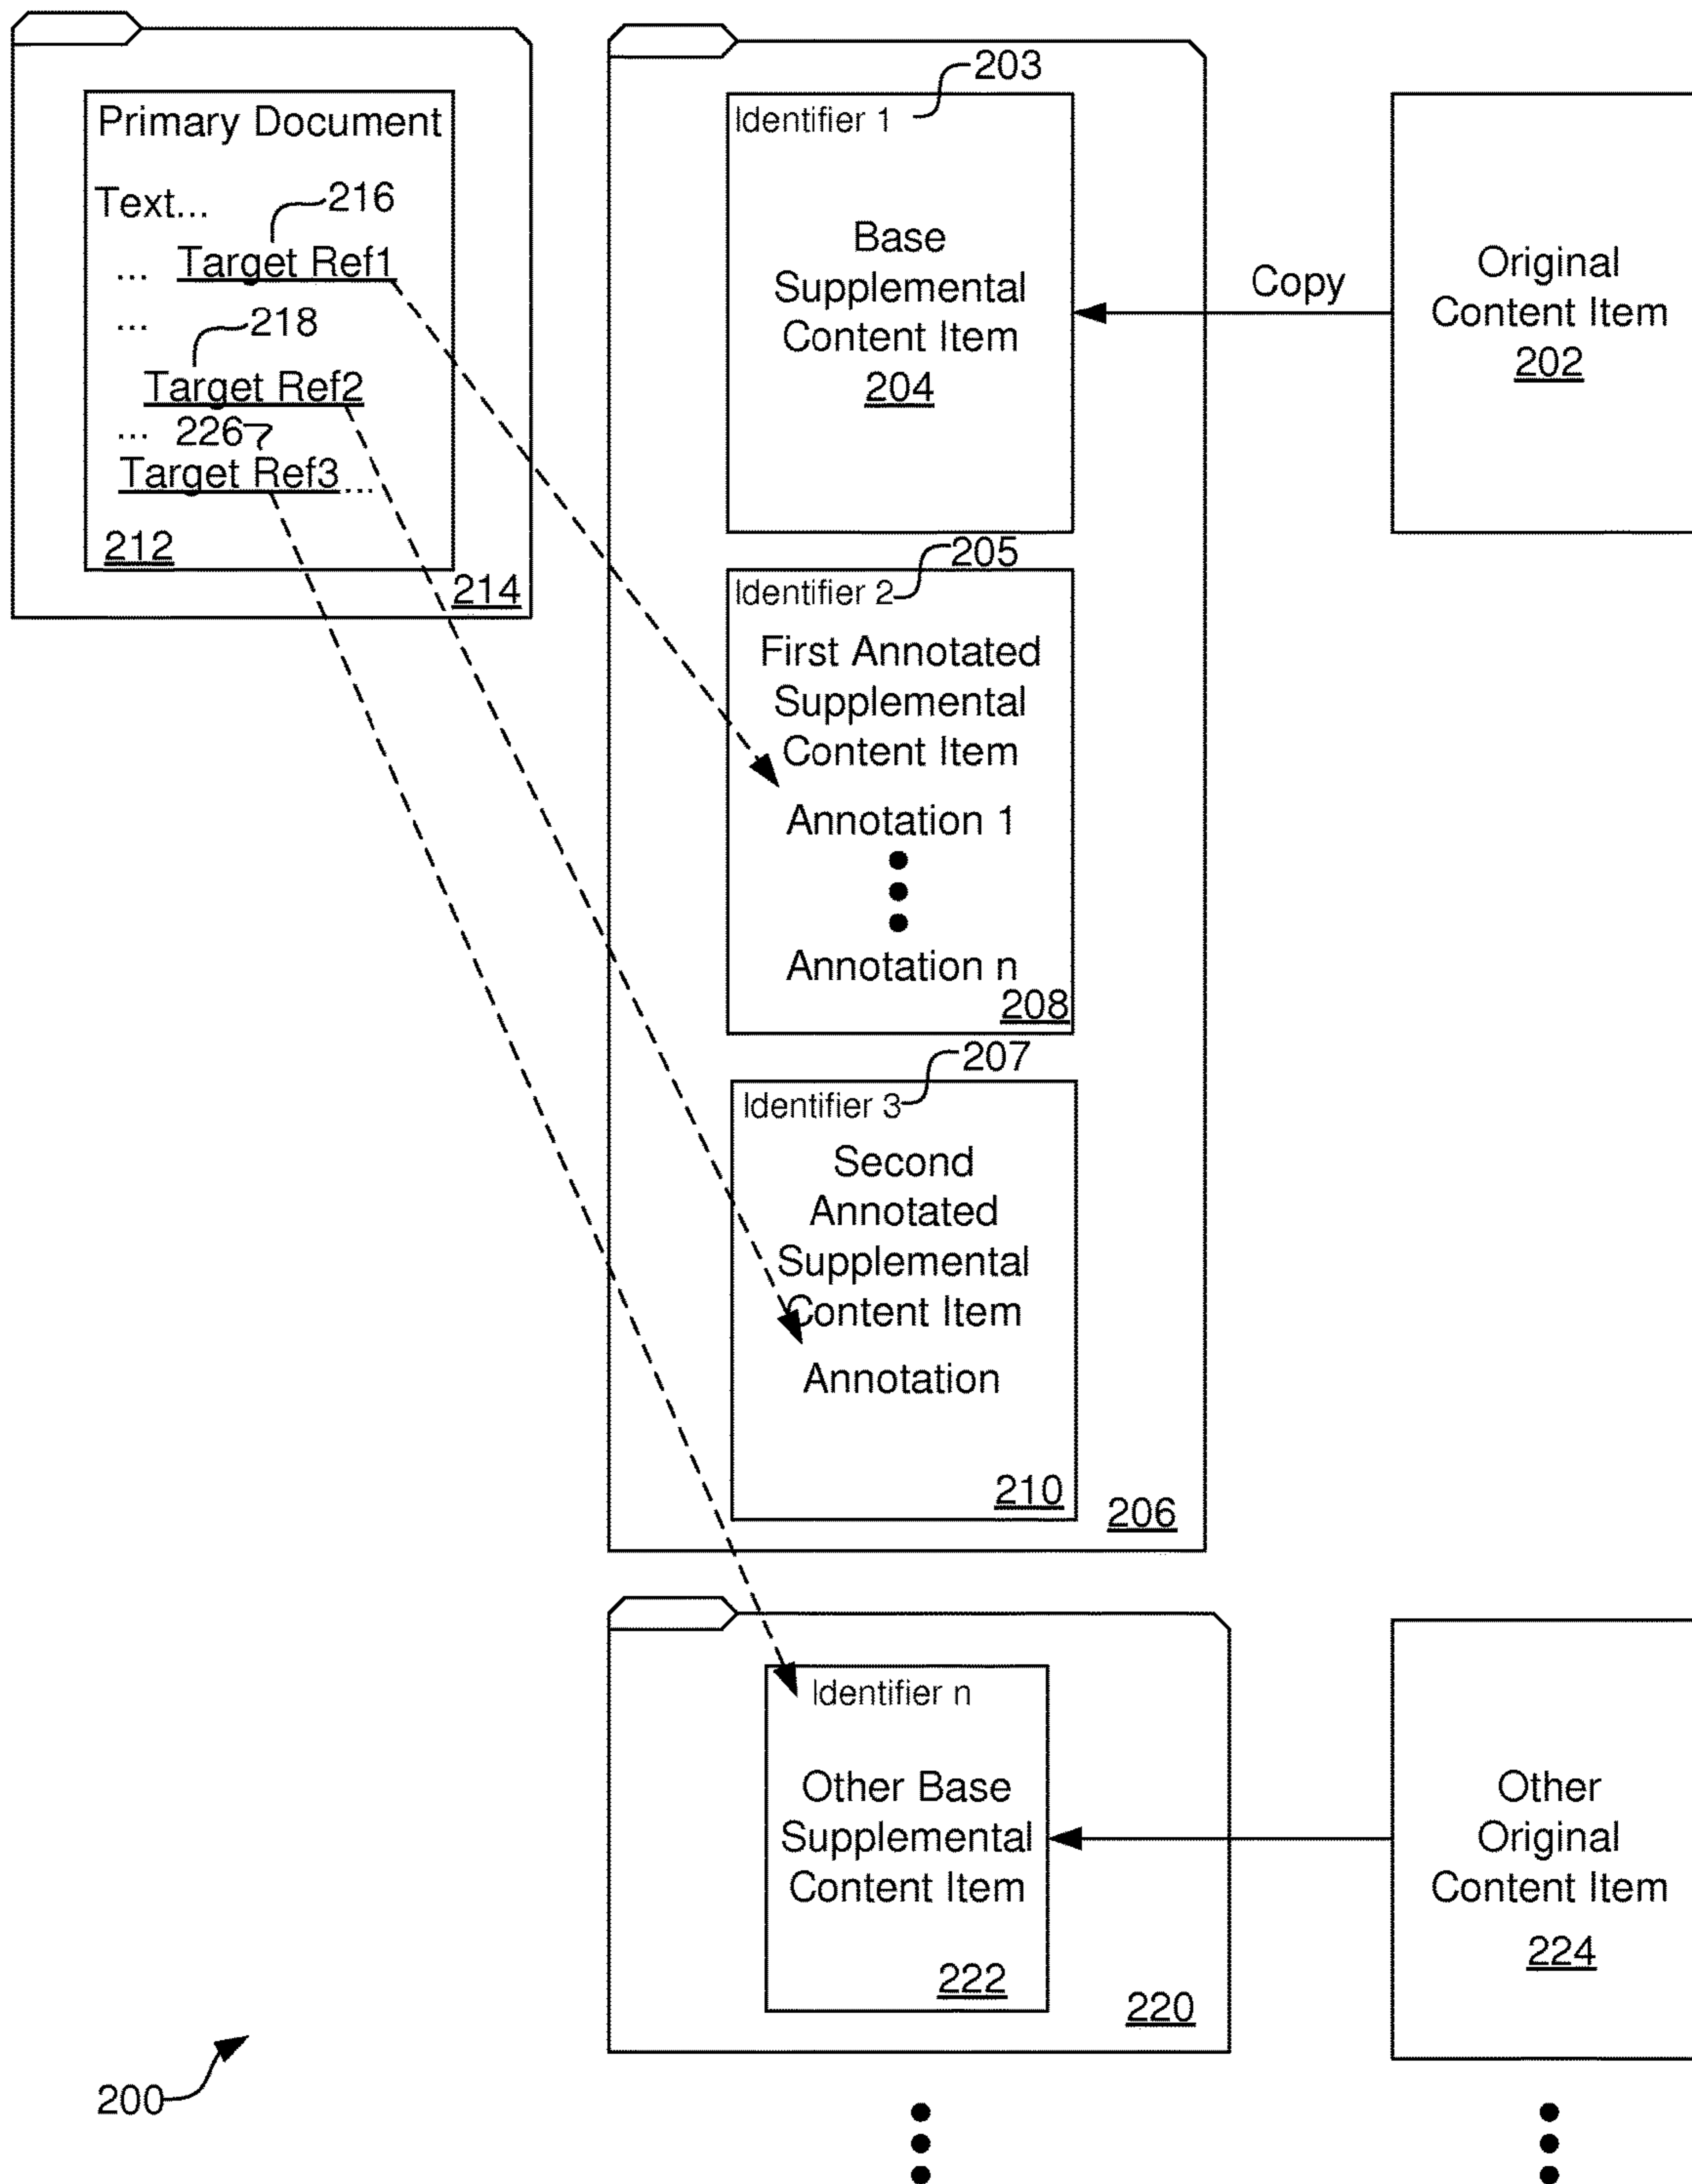 Primary Document
Text...
216
... Target Ref1
...
218
Target Ref2
... 226
Target Ref3...
212
214
203
Identifier 1
Base
Supplemental
Content Item
204
Copy
Original
Content Item
202
205
Identifier 2
First Annotated
Supplemental
Content Item
Annotation 1
Annotation n
208
207
Identifier 3
Second
Annotated
Supplemental
Content Item
Annotation
210
206
Identifier n
Other Base
Supplemental
Content Item
222
220
Other
Original
Content Item
224
200